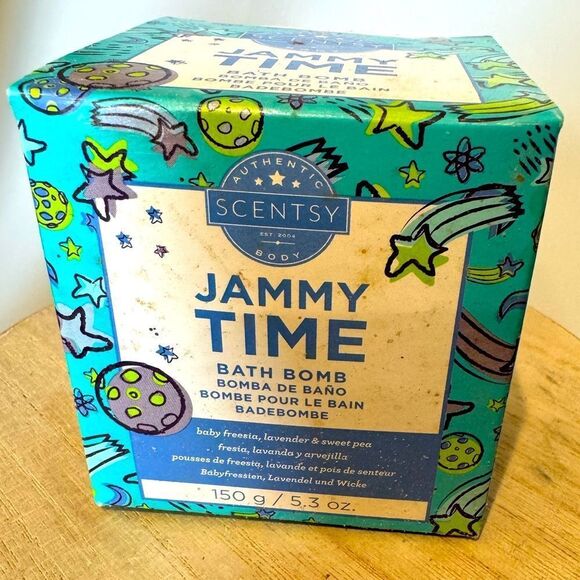 JAMMY
TIME
BATH BOMB
BOMBA DE BAÑO
BOMBE POUR LE BAIN
BADEBOMBE
AUTHENTIC
SCENTSY
EST. 2004
BODY
JAMMY
TIME
BATH BOMB
BOMBA DE BAÑO
BOMBE POUR LE BAIN
BADEBOMBE
baby freesia, lavender & sweet pea
fresia, lavanda y arvejilla
pousses de freesia, lavande et pois de senteur
Babyfreesien, Lavendel und Wicke
150 g / 5.3 oz.